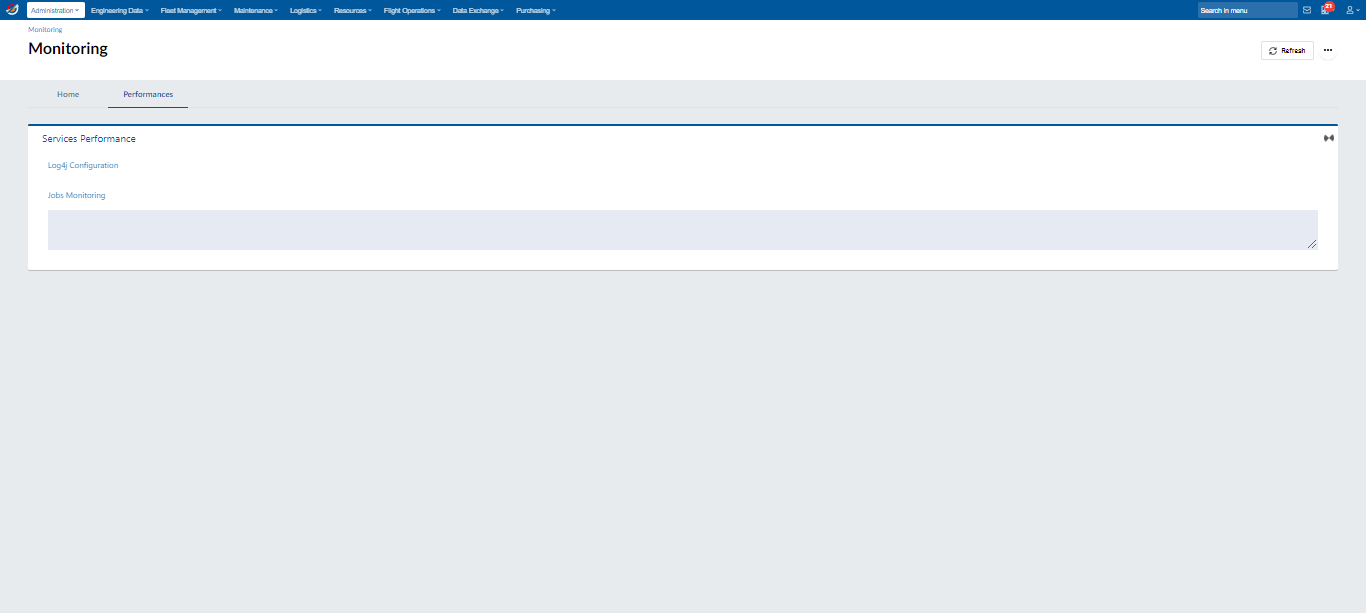 Administration Engineering Data Fleet Management Maintenance Logistics Resources Flight Operations Data Exchange Purchasing Search in menu 21
Monitoring
Monitoring
Refresh
Home Performances
Services Performance
Log4j Configuration
Jobs Monitoring